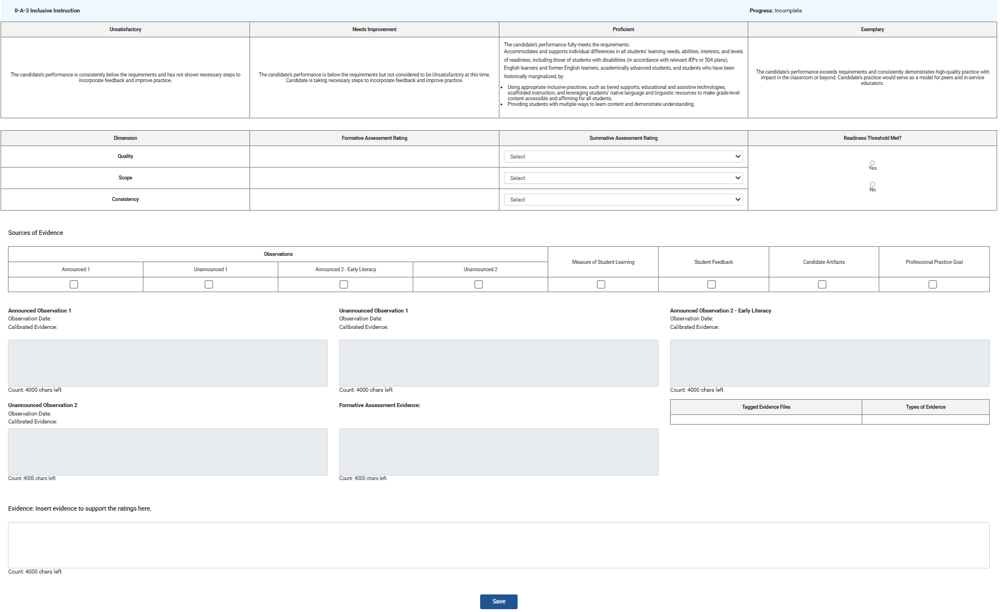 II-A-3 Inclusive Instruction
Progress: Incomplete
Unsatisfactory
Needs Improvement
Proficient
Exemplary
The candidate's performance is consistently below the requirements and has not shown necessary steps to
incorporate feedback and improve practice.
The candidate's performance is below the requirements but not considered to be Unsatisfactory at this time.
Candidate is taking necessary steps to incorporate feedback and improve practice.
The candidate's performance fully meets the requirements:
Accommodates and supports individual differences in all students' learning needs, abilities, interests, and levels
of readiness, including those of students with disabilities (in accordance with relevant IEPs or 504 plans),
English learners and former English learners, academically advanced students, and students who have been
historically marginalized, by:
• Using appropriate inclusive practices, such as tiered supports, educational and assistive technologies,
scaffolded instruction, and leveraging students' native language and linguistic resources to make grade-level
content accessible and affirming for all students.
• Providing students with multiple ways to learn content and demonstrate understanding.
The candidate's performance exceeds requirements and consistently demonstrates high-quality practice with
impact in the classroom or beyond. Candidate's practice would serve as a model for peers and in-service
educators.
Dimension
Formative Assessment Rating
Summative Assessment Rating
Readiness Threshold Met?
Quality
Select
Scope
Select
Consistency
Select
Yes
No
Sources of Evidence
Observations
Measure of Student Learning
Student Feedback
Candidate Artifacts
Professional Practice Goal
Announced 1
Unannounced 1
Announced 2 - Early Literacy
Unannounced 2
Announced Observation 1
Observation Date:
Calibrated Evidence:
Count: 4000 chars left
Unannounced Observation 1
Observation Date:
Calibrated Evidence:
Count: 4000 chars left
Announced Observation 2 - Early Literacy
Observation Date:
Calibrated Evidence:
Count: 4000 chars left
Unannounced Observation 2
Observation Date:
Calibrated Evidence:
Count: 4000 chars left
Formative Assessment Evidence:
Count: 4000 chars left
Tagged Evidence Files
Types of Evidence
Evidence: Insert evidence to support the ratings here.
Count: 4000 chars left
Save